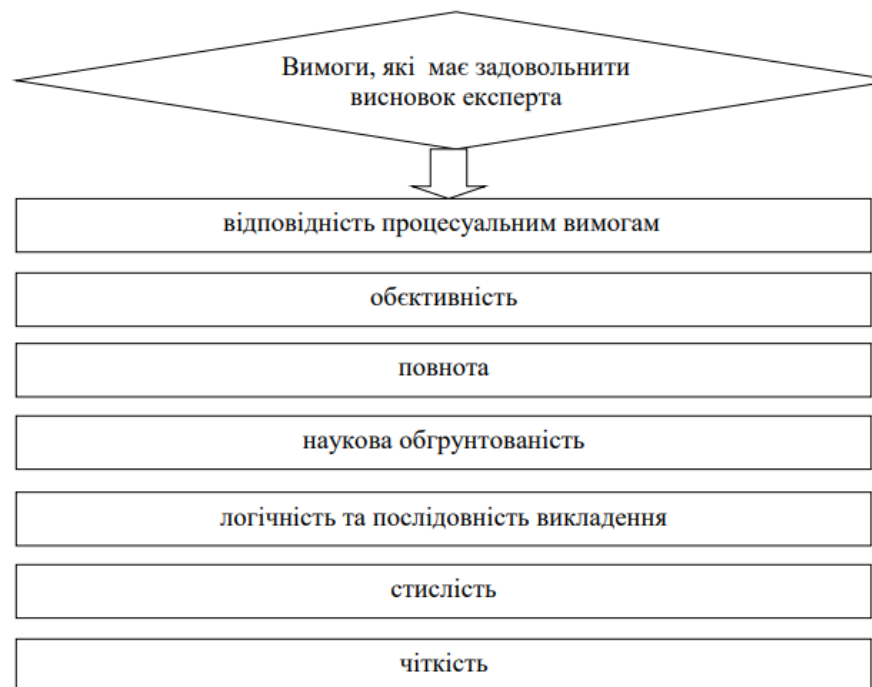 Вимоги, які має задовольнити
висновок експерта
відповідність процесуальним вимогам
обєктивність
повнота
наукова обгрунтованість
логічність та послідовність викладення
стислість
чіткість